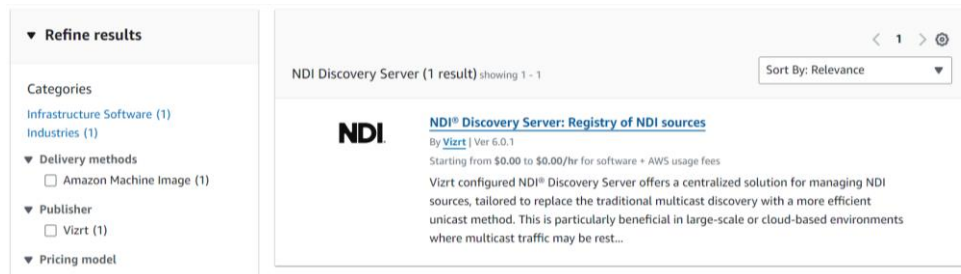 Refine results
Categories
Infrastructure Software (1)
Industries (1)
Delivery methods
Amazon Machine Image (1)
Publisher
Vizrt (1)
Pricing model
1
NDI Discovery Server (1 result) showing 1 - 1
Sort By: Relevance
NDI.
NDI® Discovery Server: Registry of NDI sources
By Vizrt | Ver 6.0.1
Starting from $0.00 to $0.00/hr for software + AWS usage fees
Vizrt configured NDI® Discovery Server offers a centralized solution for managing NDI
sources, tailored to replace the traditional multicast discovery with a more efficient
unicast method. This is particularly beneficial in large-scale or cloud-based environments
where multicast traffic may be rest...